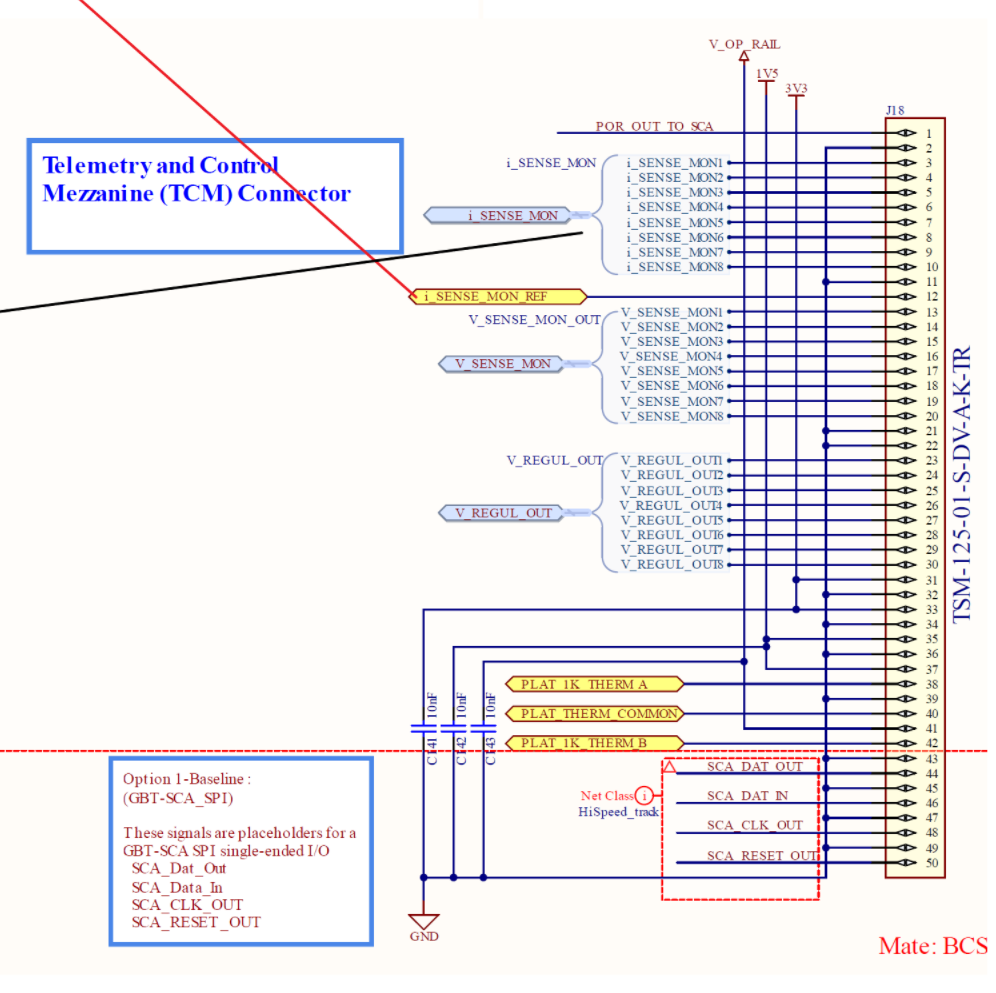 V_OP_RAIL
1V5
3V3
J18
POR_OUT_TO_SCA
1
2
Telemetry and Control
Mezzanine (TCM) Connector
i_SENSE_MON
i_SENSE_MON1
3
i_SENSE_MON2
4
i_SENSE_MON3
5
i_SENSE_MON4
6
i_SENSE_MON
i_SENSE_MON5
7
i_SENSE_MON6
8
i_SENSE_MON7
9
i_SENSE_MON8
10
11
i_SENSE_MON_REF
12
V_SENSE_MON_OUT
V_SENSE_MON1
13
V_SENSE_MON2
14
V_SENSE_MON3
15
V_SENSE_MON4
16
V_SENSE_MON
V_SENSE_MON5
17
V_SENSE_MON6
18
V_SENSE_MON7
19
V_SENSE_MON8
20
21
22
V_REGUL_OUT
V_REGUL_OUT1
23
V_REGUL_OUT2
24
V_REGUL_OUT3
25
V_REGUL_OUT4
26
V_REGUL_OUT
V_REGUL_OUT5
27
V_REGUL_OUT6
28
V_REGUL_OUT7
29
V_REGUL_OUT8
30
31
32
33
34
35
36
37
PLAT_1K_THERM_A
38
39
PLAT_THERM_COMMON
40
41
PLAT_1K_THERM_B
42
43
SCA_DAT_OUT
44
45
SCA_DAT_IN
46
47
SCA_CLK_OUT
48
49
SCA_RESET_OUT
50
TSM-125-01-S-DV-A-K-TR
10nF
10nF
10nF
C141
C142
C143
Net Class
i
HiSpeed_track
Option 1-Baseline :
(GBT-SCA_SPI)
These signals are placeholders for a
GBT-SCA SPI single-ended I/O
SCA_Dat_Out
SCA_Data_In
SCA_CLK_OUT
SCA_RESET_OUT
GND
Mate: BCS